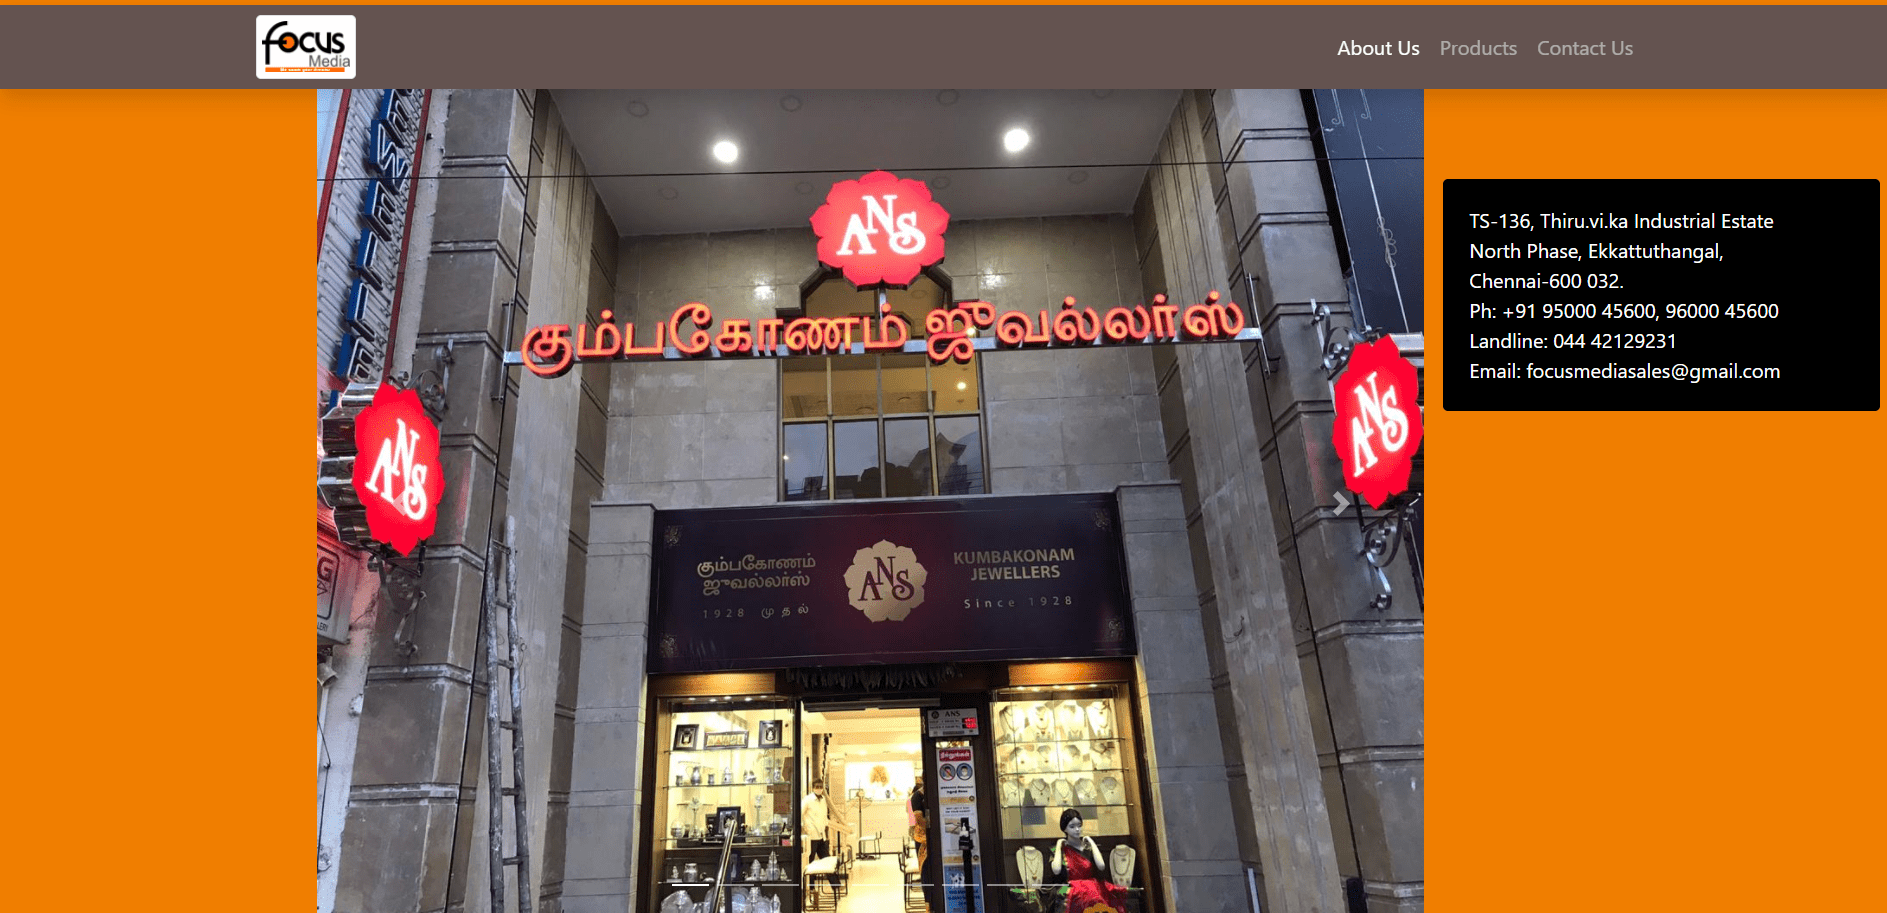 focus
Media
About Us
Products
Contact Us
ANS
கும்பகோணம் ஜுவல்லர்ஸ்
ANS
ANS
கும்பகோணம்
ஜுவல்லர்ஸ்
1928 முதல்
ANS
KUMBAKONAM
JEWELLERS
Since 1928
ANS
TS-136, Thiru.vi.ka Industrial Estate
North Phase, Ekkattuthangal,
Chennai-600 032.
Ph: +91 95000 45600, 96000 45600
Landline: 044 42129231
Email: focusmediasales@gmail.com